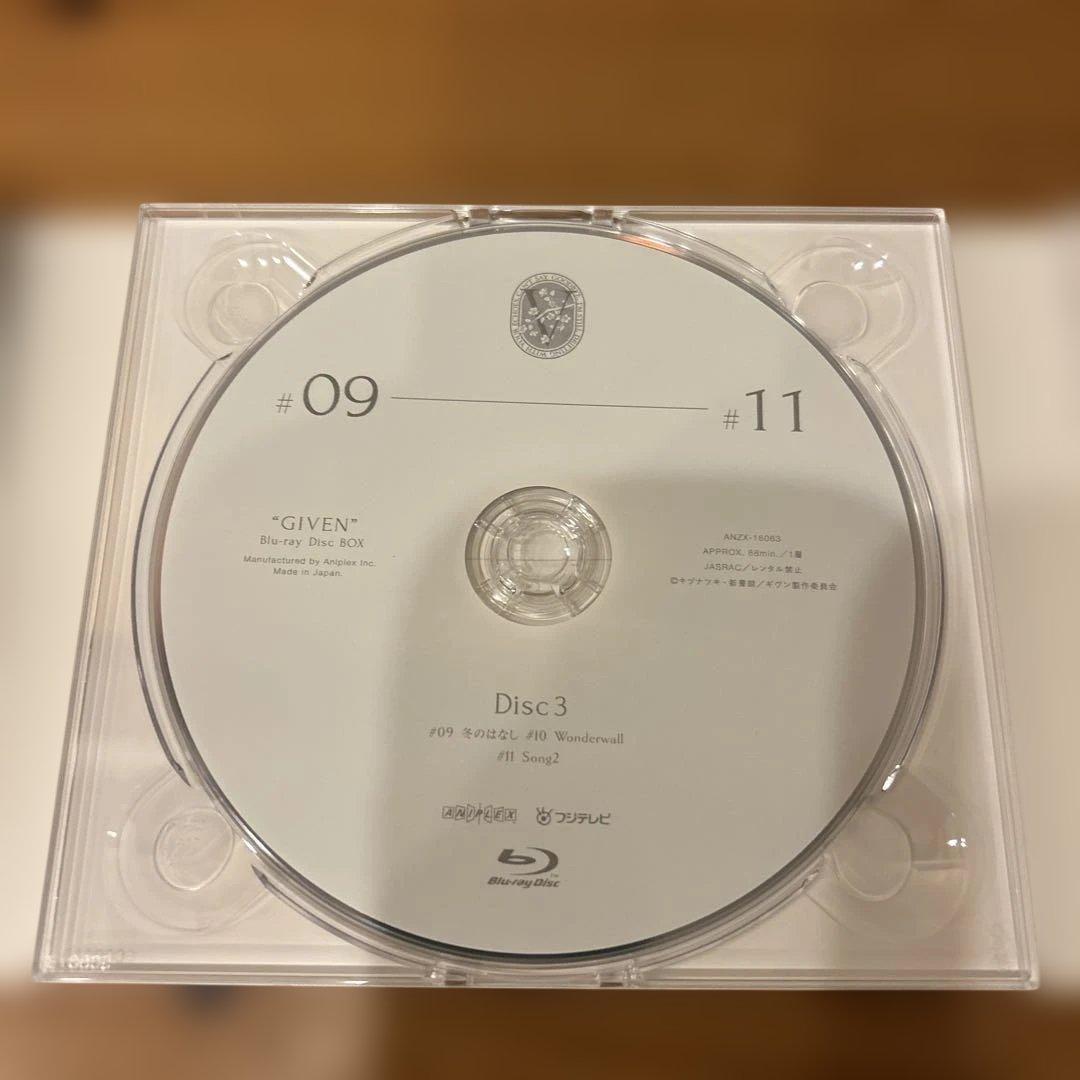 #09
#11
"GIVEN"
Blu-ray Disc BOX
Manufactured by Aniplex Inc.
Made in Japan.
ANZX-16063
APPROX. 68min.／1層
JASRAC／レンタル禁止
©キヅナツキ・新書館／ギヴン製作委員会
Disc 3
#09 冬のはなし #10 Wonderwall
#11 Song2
ANIPLEX フジテレビ
Blu-ray Disc™